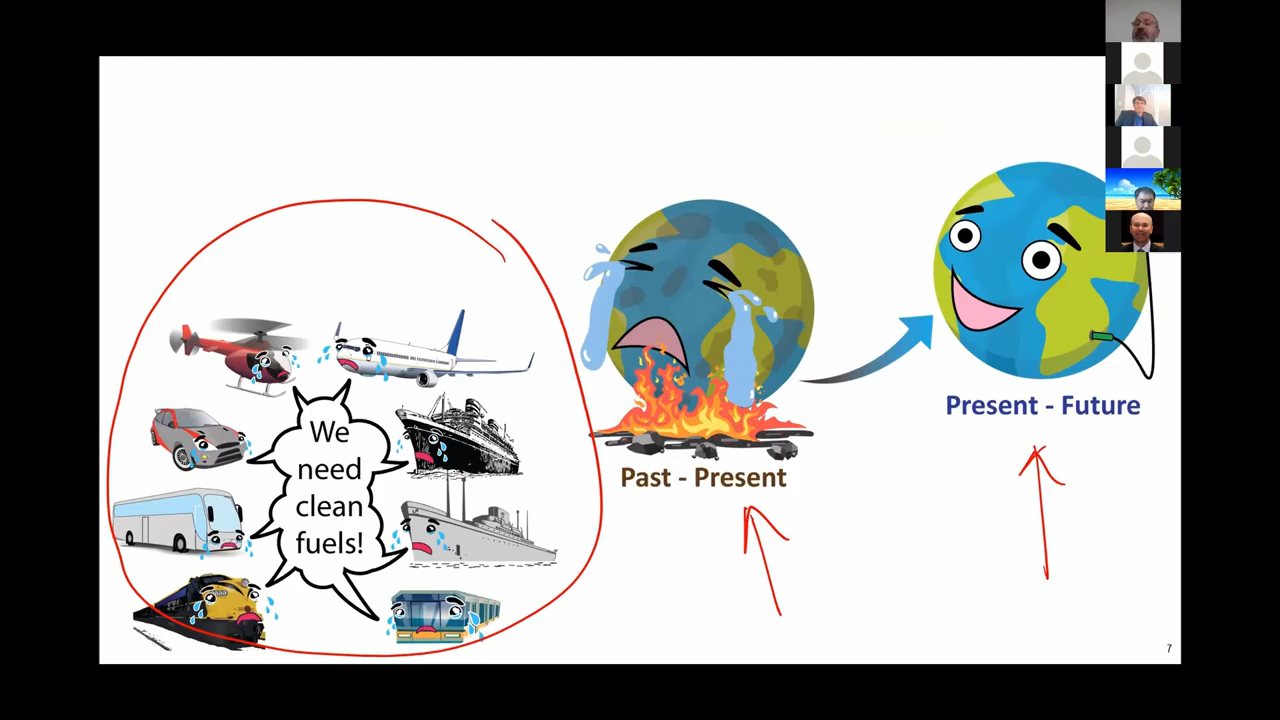 We
need
clean
fuels!
Past - Present
Present - Future
7